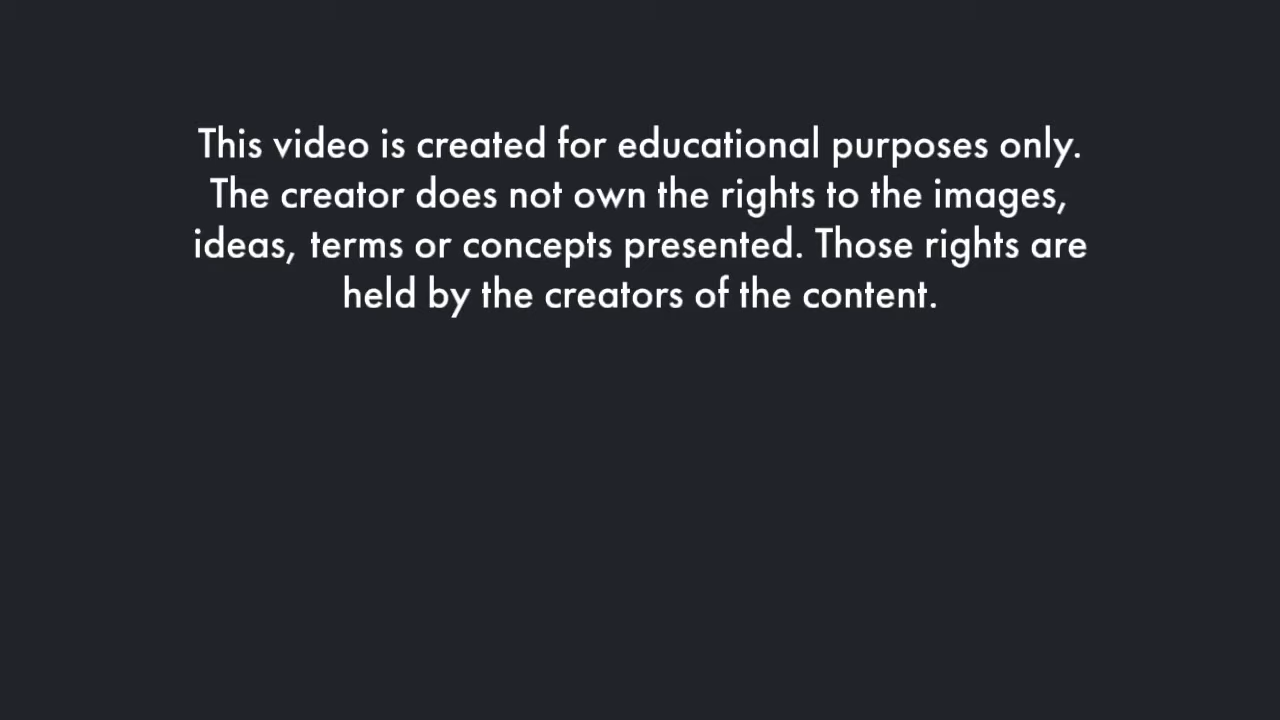 This video is created for educational purposes only.
The creator does not own the rights to the images,
ideas, terms or concepts presented. Those rights are
held by the creators of the content.